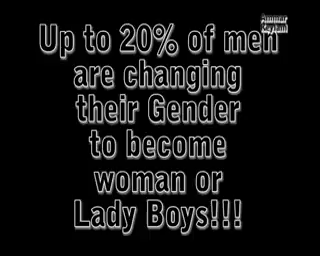 Up to 20% of men
are changing
their Gender
to become
woman or
Lady Boys!!!